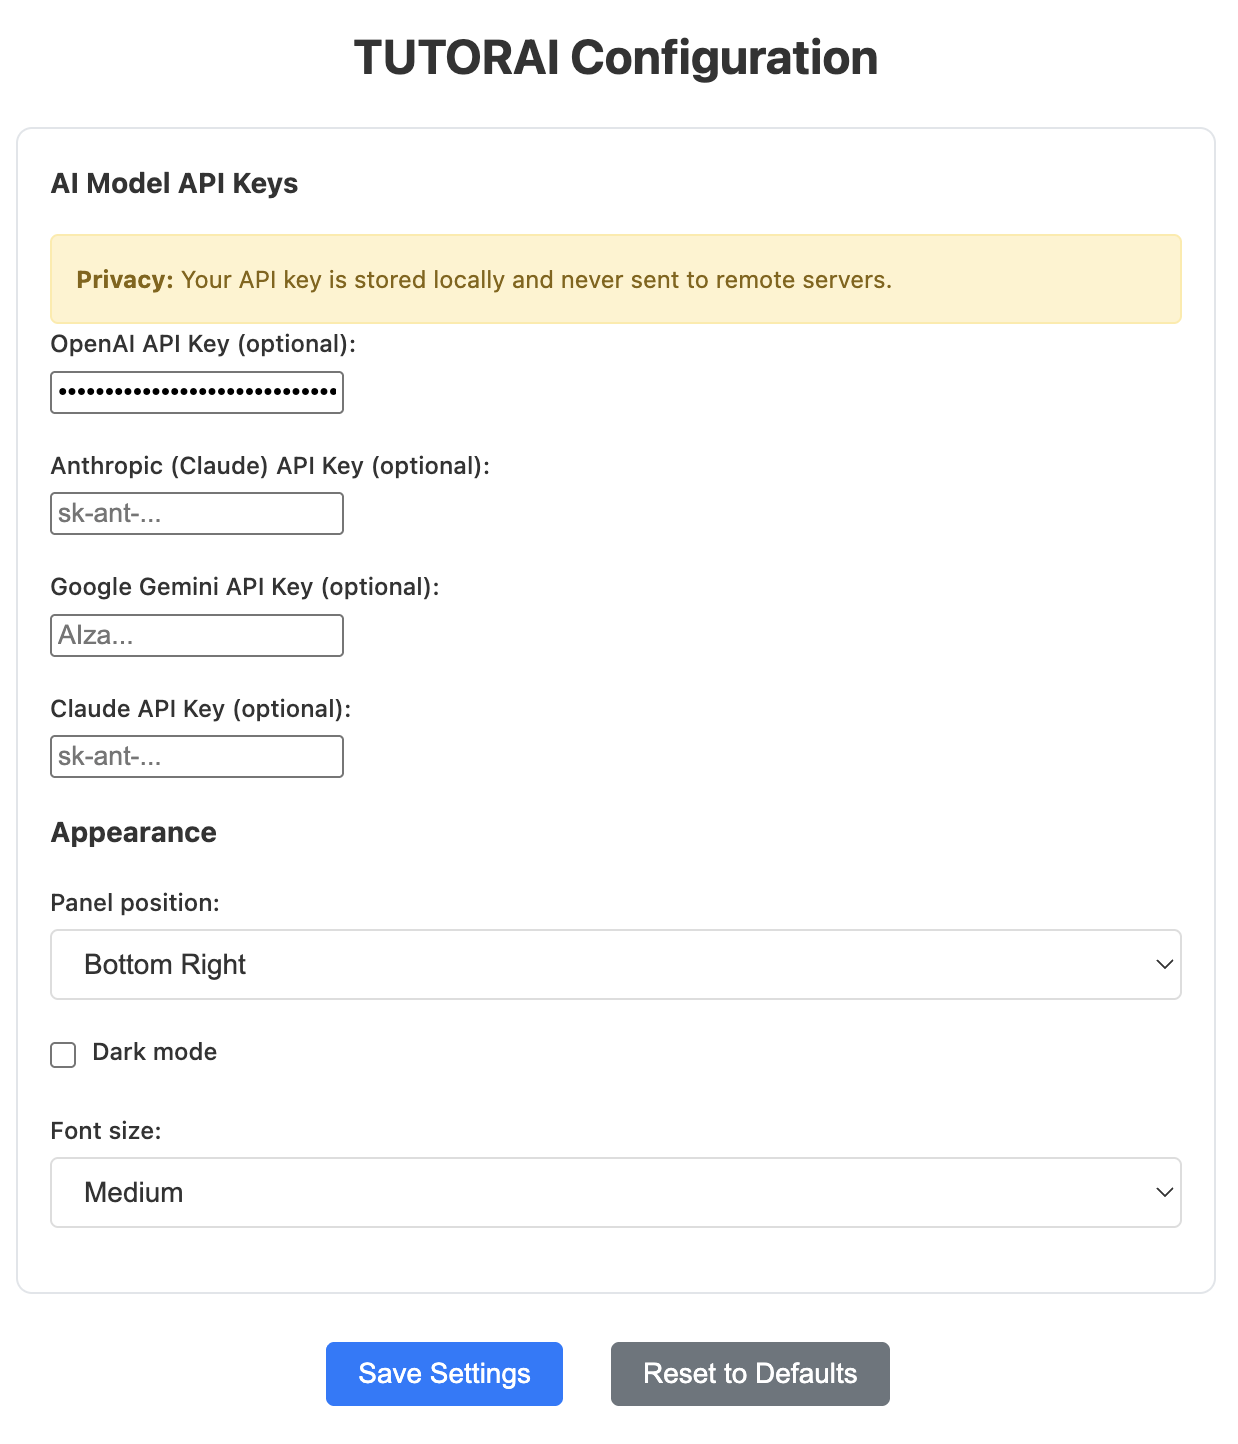 TUTORAI Configuration
AI Model API Keys
Privacy: Your API key is stored locally and never sent to remote servers.
OpenAI API Key (optional):
••••••••••••••••••••••••••••••
Anthropic (Claude) API Key (optional):
sk-ant-...
Google Gemini API Key (optional):
AIza...
Claude API Key (optional):
sk-ant-...
Appearance
Panel position:
Bottom Right
Dark mode
Font size:
Medium
Save Settings
Reset to Defaults